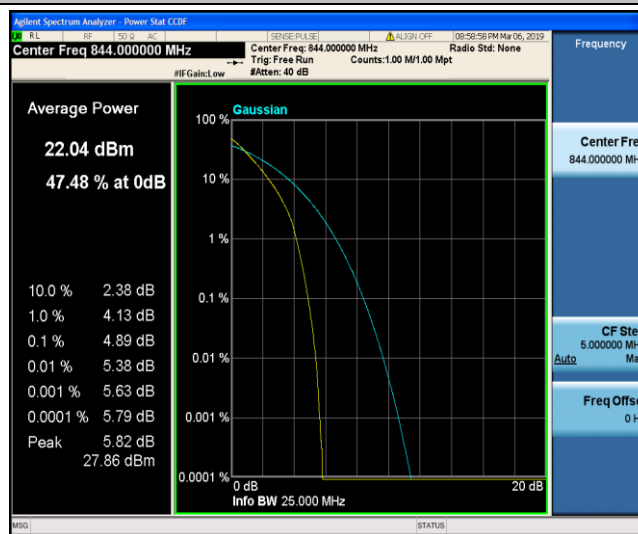 Agilent Spectrum Analyzer - Power Stat CCDF
RL RF 50 Ω AC SENSE:PULSE ALIGN OFF 08:58:58 PM Mar 06, 2019
Center Freq 844.000000 MHz
Center Freq: 844.000000 MHz Radio Std: None
Trig: Free Run Counts:1.00 M/1.00 Mpt
#IFGain:Low #Atten: 40 dB
Frequency
Average Power
22.04 dBm
47.48 % at 0dB
10.0 % 2.38 dB
1.0 % 4.13 dB
0.1 % 4.89 dB
0.01 % 5.38 dB
0.001 % 5.63 dB
0.0001 % 5.79 dB
Peak 5.82 dB
27.86 dBm
Gaussian
100 %
10 %
1 %
0.1 %
0.01 %
0.001 %
0.0001 %
0 dB 20 dB
Info BW 25.000 MHz
Center Fre
844.000000 MH
CF Ste
5.000000 MH
Auto Ma
Freq Offs
0 H
MSG STATUS